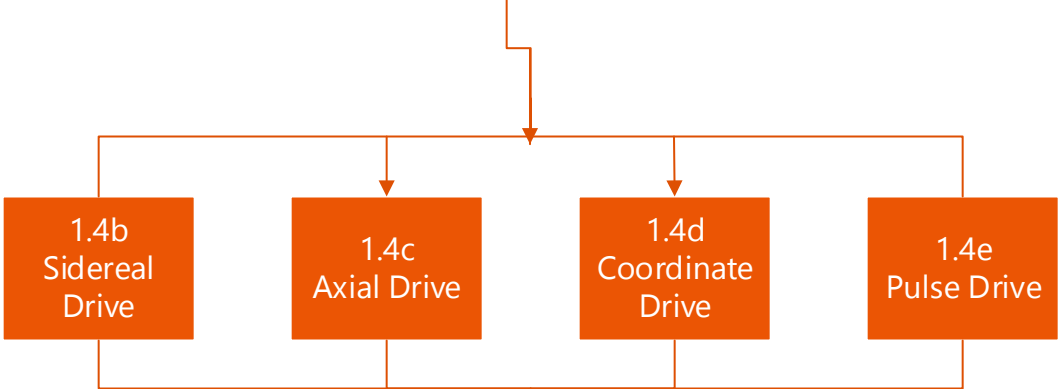 1.4b
Sidereal
Drive
1.4c
Axial Drive
1.4d
Coordinate
Drive
1.4e
Pulse Drive